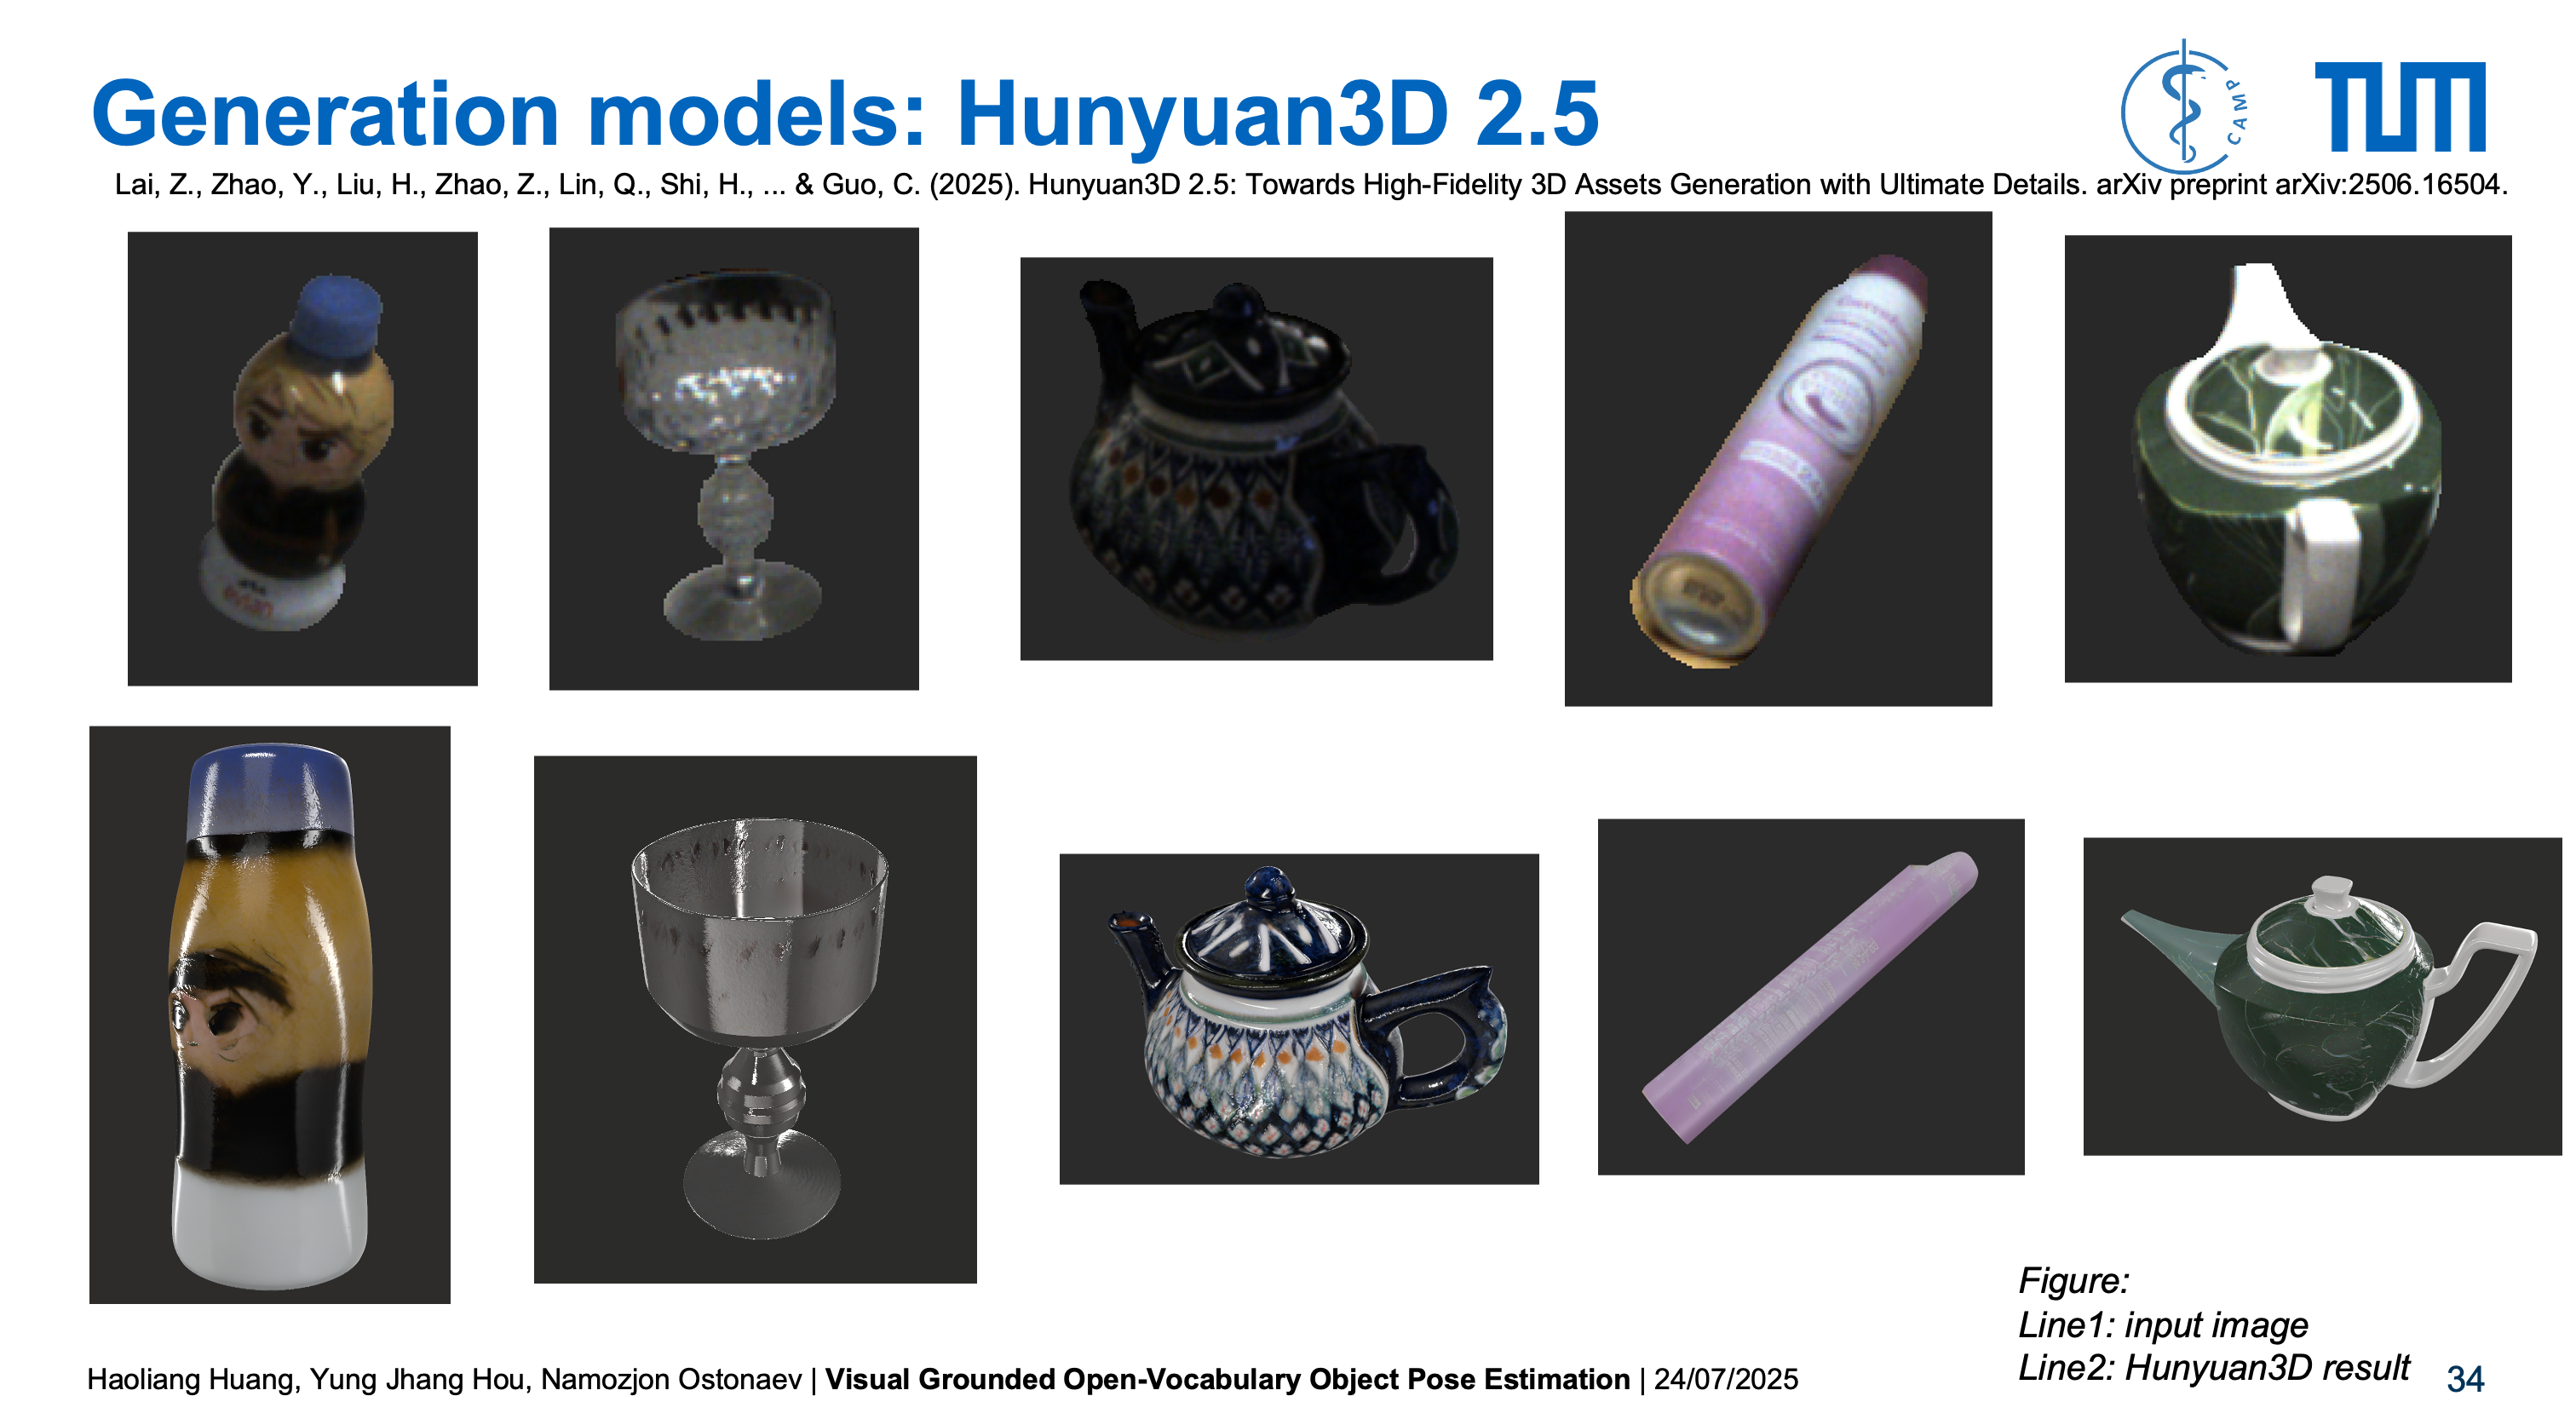 Generation models: Hunyuan3D 2.5
CAMP
TUM
Lai, Z., Zhao, Y., Liu, H., Zhao, Z., Lin, Q., Shi, H., ... & Guo, C. (2025). Hunyuan3D 2.5: Towards High-Fidelity 3D Assets Generation with Ultimate Details. arXiv preprint arXiv:2506.16504.
evian
Figure:
Line1: input image
Line2: Hunyuan3D result
Haoliang Huang, Yung Jhang Hou, Namozjon Ostonaev | Visual Grounded Open-Vocabulary Object Pose Estimation | 24/07/2025
34